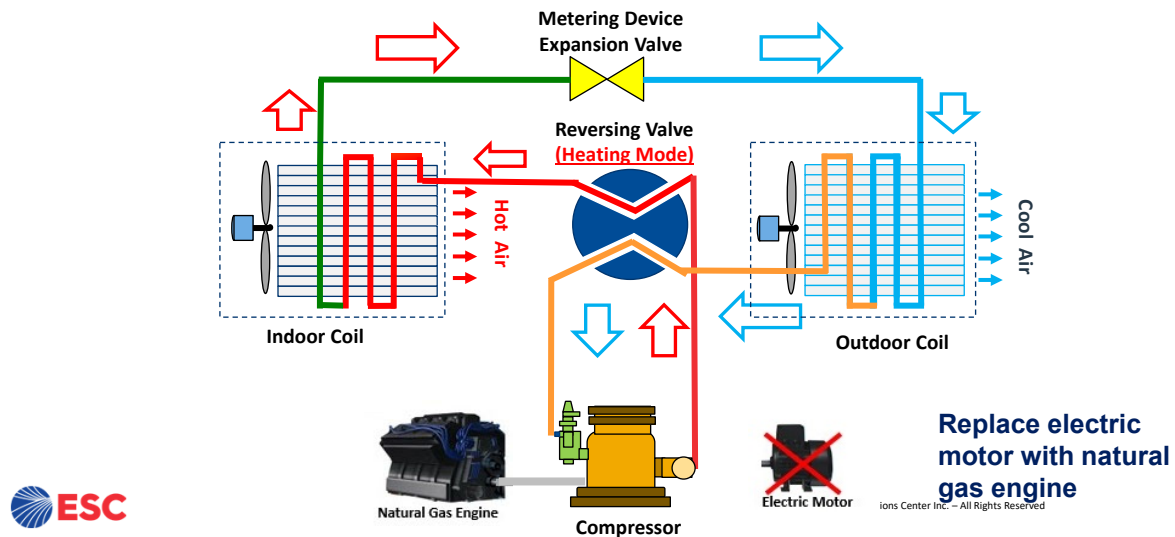 Metering Device
Expansion Valve
Reversing Valve
(Heating Mode)
Hot Air
Cool Air
Indoor Coil
Outdoor Coil
Replace electric
motor with natural
gas engine
Natural Gas Engine
Electric Motor
ions Center Inc. – All Rights Reserved
Compressor
ESC